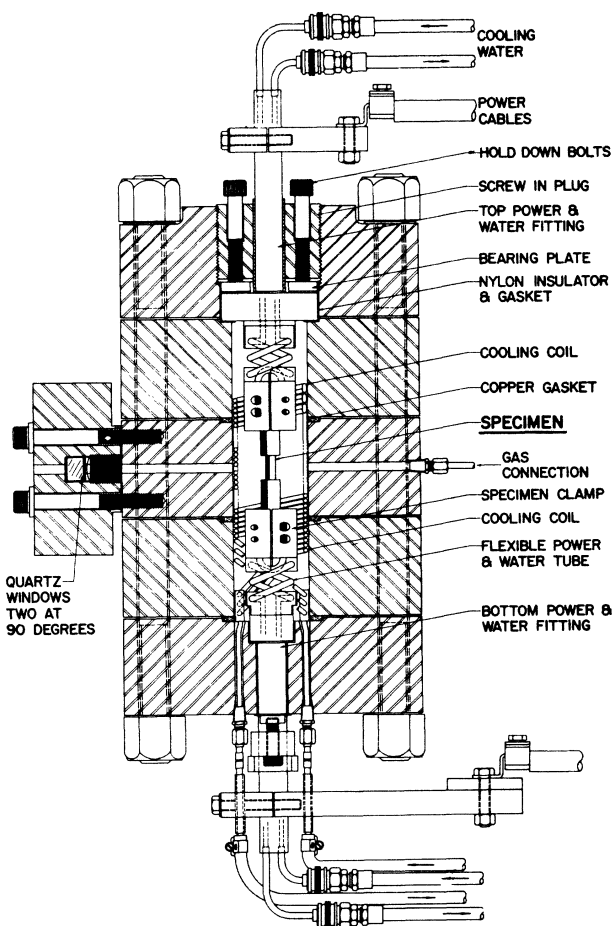 COOLING
WATER
POWER
CABLES
HOLD DOWN BOLTS
SCREW IN PLUG
TOP POWER &
WATER FITTING
BEARING PLATE
NYLON INSULATOR
& GASKET
COOLING COIL
COPPER GASKET
SPECIMEN
GAS
CONNECTION
SPECIMEN CLAMP
COOLING COIL
FLEXIBLE POWER
& WATER TUBE
QUARTZ
WINDOWS
TWO AT
90 DEGREES
BOTTOM POWER &
WATER FITTING